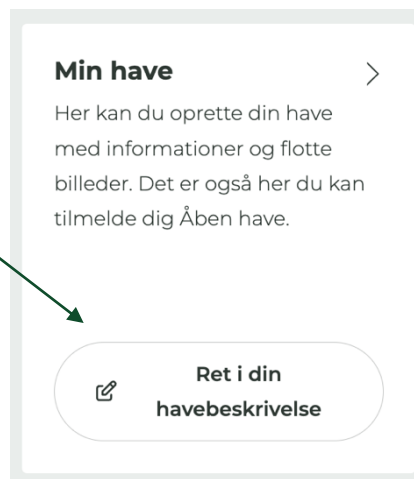 Min have
Her kan du oprette din have
med informationer og flotte
billeder. Det er også her du kan
tilmelde dig Åben have.
Ret i din
havebeskrivelse